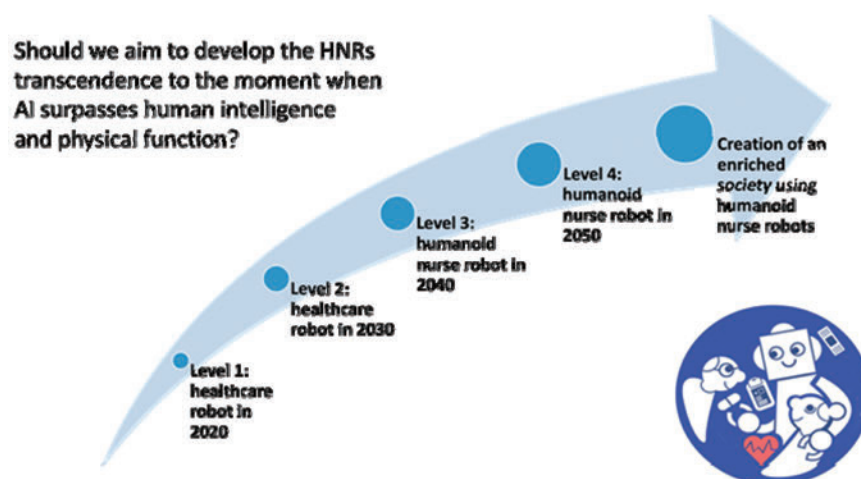 Should we aim to develop the HNRs
transcendence to the moment when
AI surpasses human intelligence
and physical function?
Level 1:
healthcare
robot in
2020
Level 2:
healthcare
robot in 2030
Level 3:
humanoid
nurse robot in
2040
Level 4:
humanoid
nurse robot in
2050
Creation of an
enriched
society using
humanoid
nurse robots